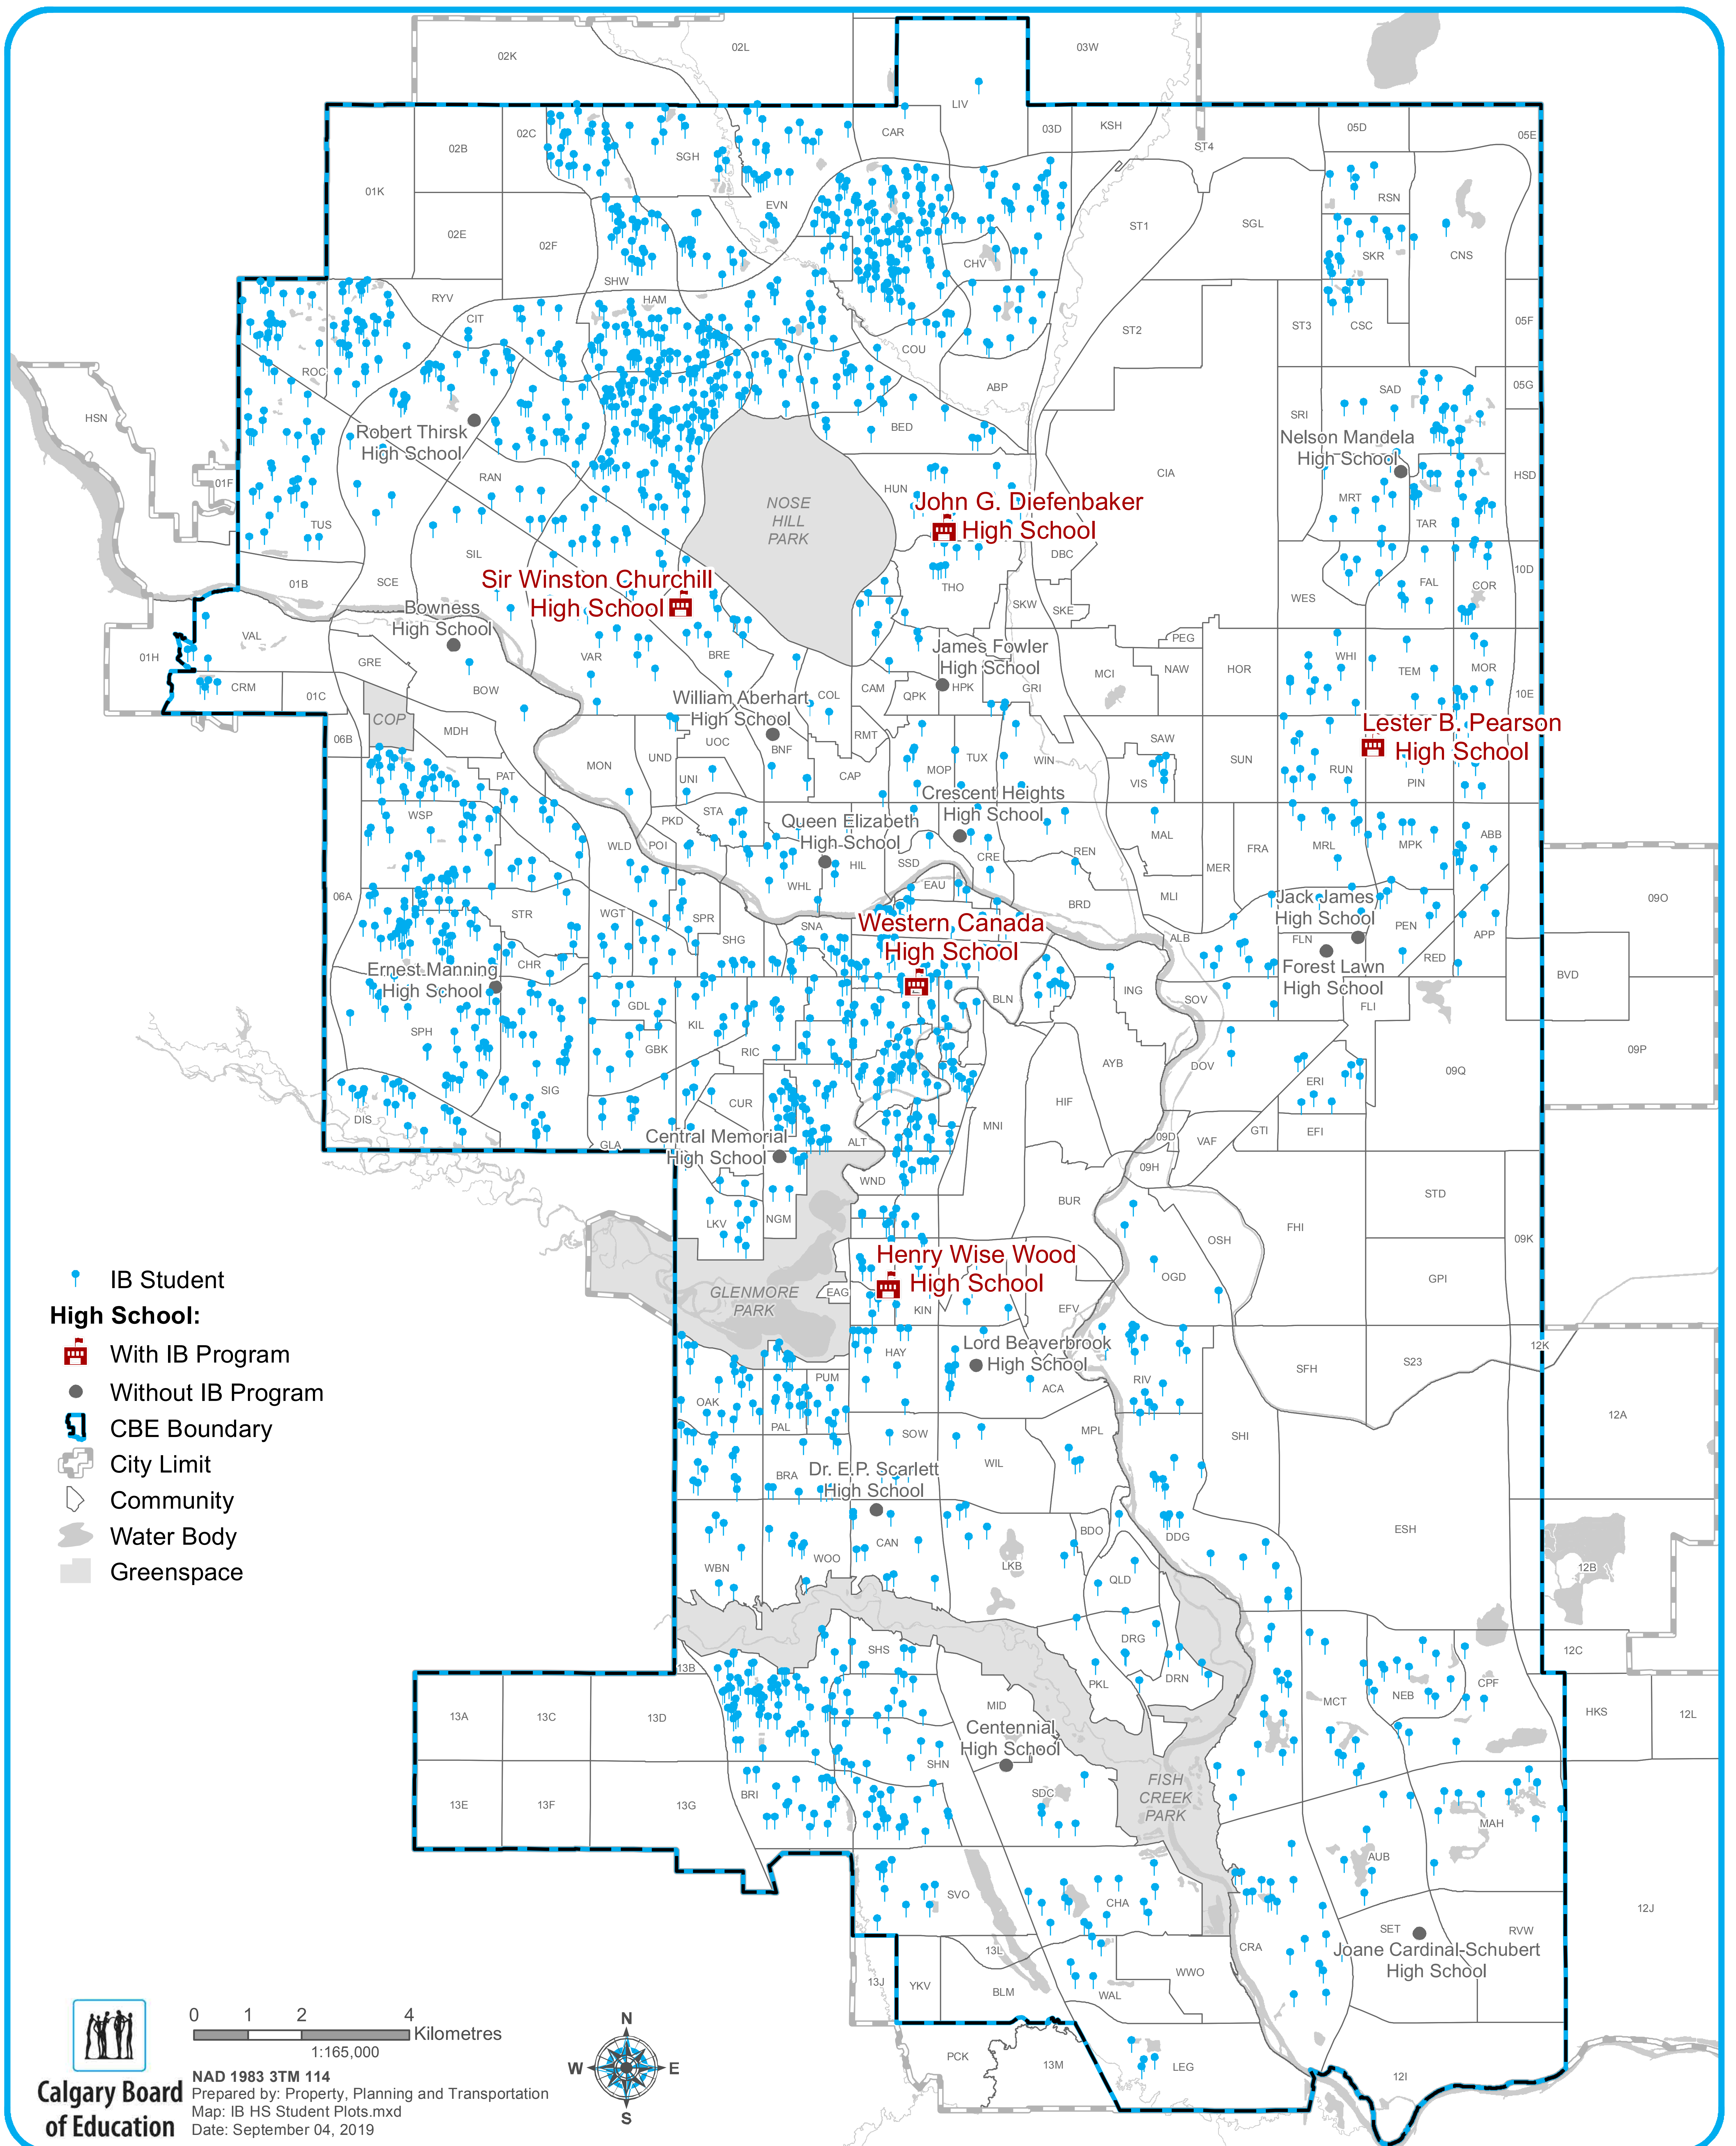 02K
02L
03W
LIV
02C
CAR
03D
KSH
05D
05E
02B
SGH
ST4
01K
RSN
EVN
02E
02F
ST1
SGL
SKR
CNS
CHV
SHW
RYV
HAM
CIT
ST2
ST3
CSC
05F
COU
ROC
ABP
05G
SAD
HSN
SRI
BED
Robert Thirsk
High School
Nelson Mandela
High School
CIA
RAN
01F
HSD
HUN
NOSE
HILL
PARK
MRT
John G. Diefenbaker
High School
TUS
TAR
SIL
DBC
01B
SCE
10D
FAL
COR
THO
Sir Winston Churchill
High School
WES
SKW
SKE
Bowness
High School
VAL
PEG
01H
VAR
BRE
James Fowler
High School
GRE
WHI
TEM
MOR
NAW
HOR
MCI
CRM
01C
BOW
COL
CAM
QPK
HPK
GRI
10E
William Aberhart
High School
COP
Lester B. Pearson
High School
MDH
06B
RMT
UOC
BNF
SAW
UND
MON
MOP
TUX
WIN
SUN
RUN
PIN
PAT
UNI
CAP
VIS
Crescent Heights
High School
WSP
STA
PKD
Queen Elizabeth
High School
MAL
ABB
WLD
POI
FRA
MRL
MPK
REN
CRE
HIL
SSD
MER
WHL
EAU
06A
MLI
09O
STR
WGT
SPR
BRD
Jack James
High School
SNA
Western Canada
High School
PEN
APP
SHG
ALB
FLN
RED
CHR
Forest Lawn
High School
Ernest Manning
High School
BVD
ING
BLN
SOV
GDL
FLI
KIL
SPH
GBK
RIC
09P
AYB
DOV
09Q
ERI
SIG
CUR
HIF
DIS
MNI
GTI
EFI
GLA
Central Memorial
High School
ALT
09D
VAF
09H
WND
STD
BUR
LKV
NGM
FHI
OSH
09K
Henry Wise Wood
High School
OGD
GPI
IB Student
GLENMORE
PARK
EAG
KIN
EFV
High School:
Lord Beaverbrook
High School
With IB Program
HAY
12K
SFH
S23
PUM
RIV
ACA
Without IB Program
OAK
12A
CBE Boundary
PAL
SOW
MPL
SHI
City Limit
WIL
BRA
Dr. E.P. Scarlett
High School
Community
ESH
BDO
DDG
Water Body
CAN
WOO
LKB
WBN
12B
Greenspace
QLD
DRG
SHS
12C
13B
DRN
PKL
CPF
NEB
MCT
MID
HKS
12L
13A
13C
13D
Centennial
High School
SHN
FISH
CREEK
PARK
BRI
SDC
13E
13F
13G
MAH
AUB
SVO
CHA
12J
SET
RVW
CRA
Joane Cardinal-Schubert
High School
13L
WWO
13J
YKV
BLM
WAL
0 1 2 4
Kilometres
1:165,000
N
W E
S
PCK
13M
LEG
12I
Calgary Board
of Education
NAD 1983 3TM 114
Prepared by: Property, Planning and Transportation
Map: IB HS Student Plots.mxd
Date: September 04, 2019